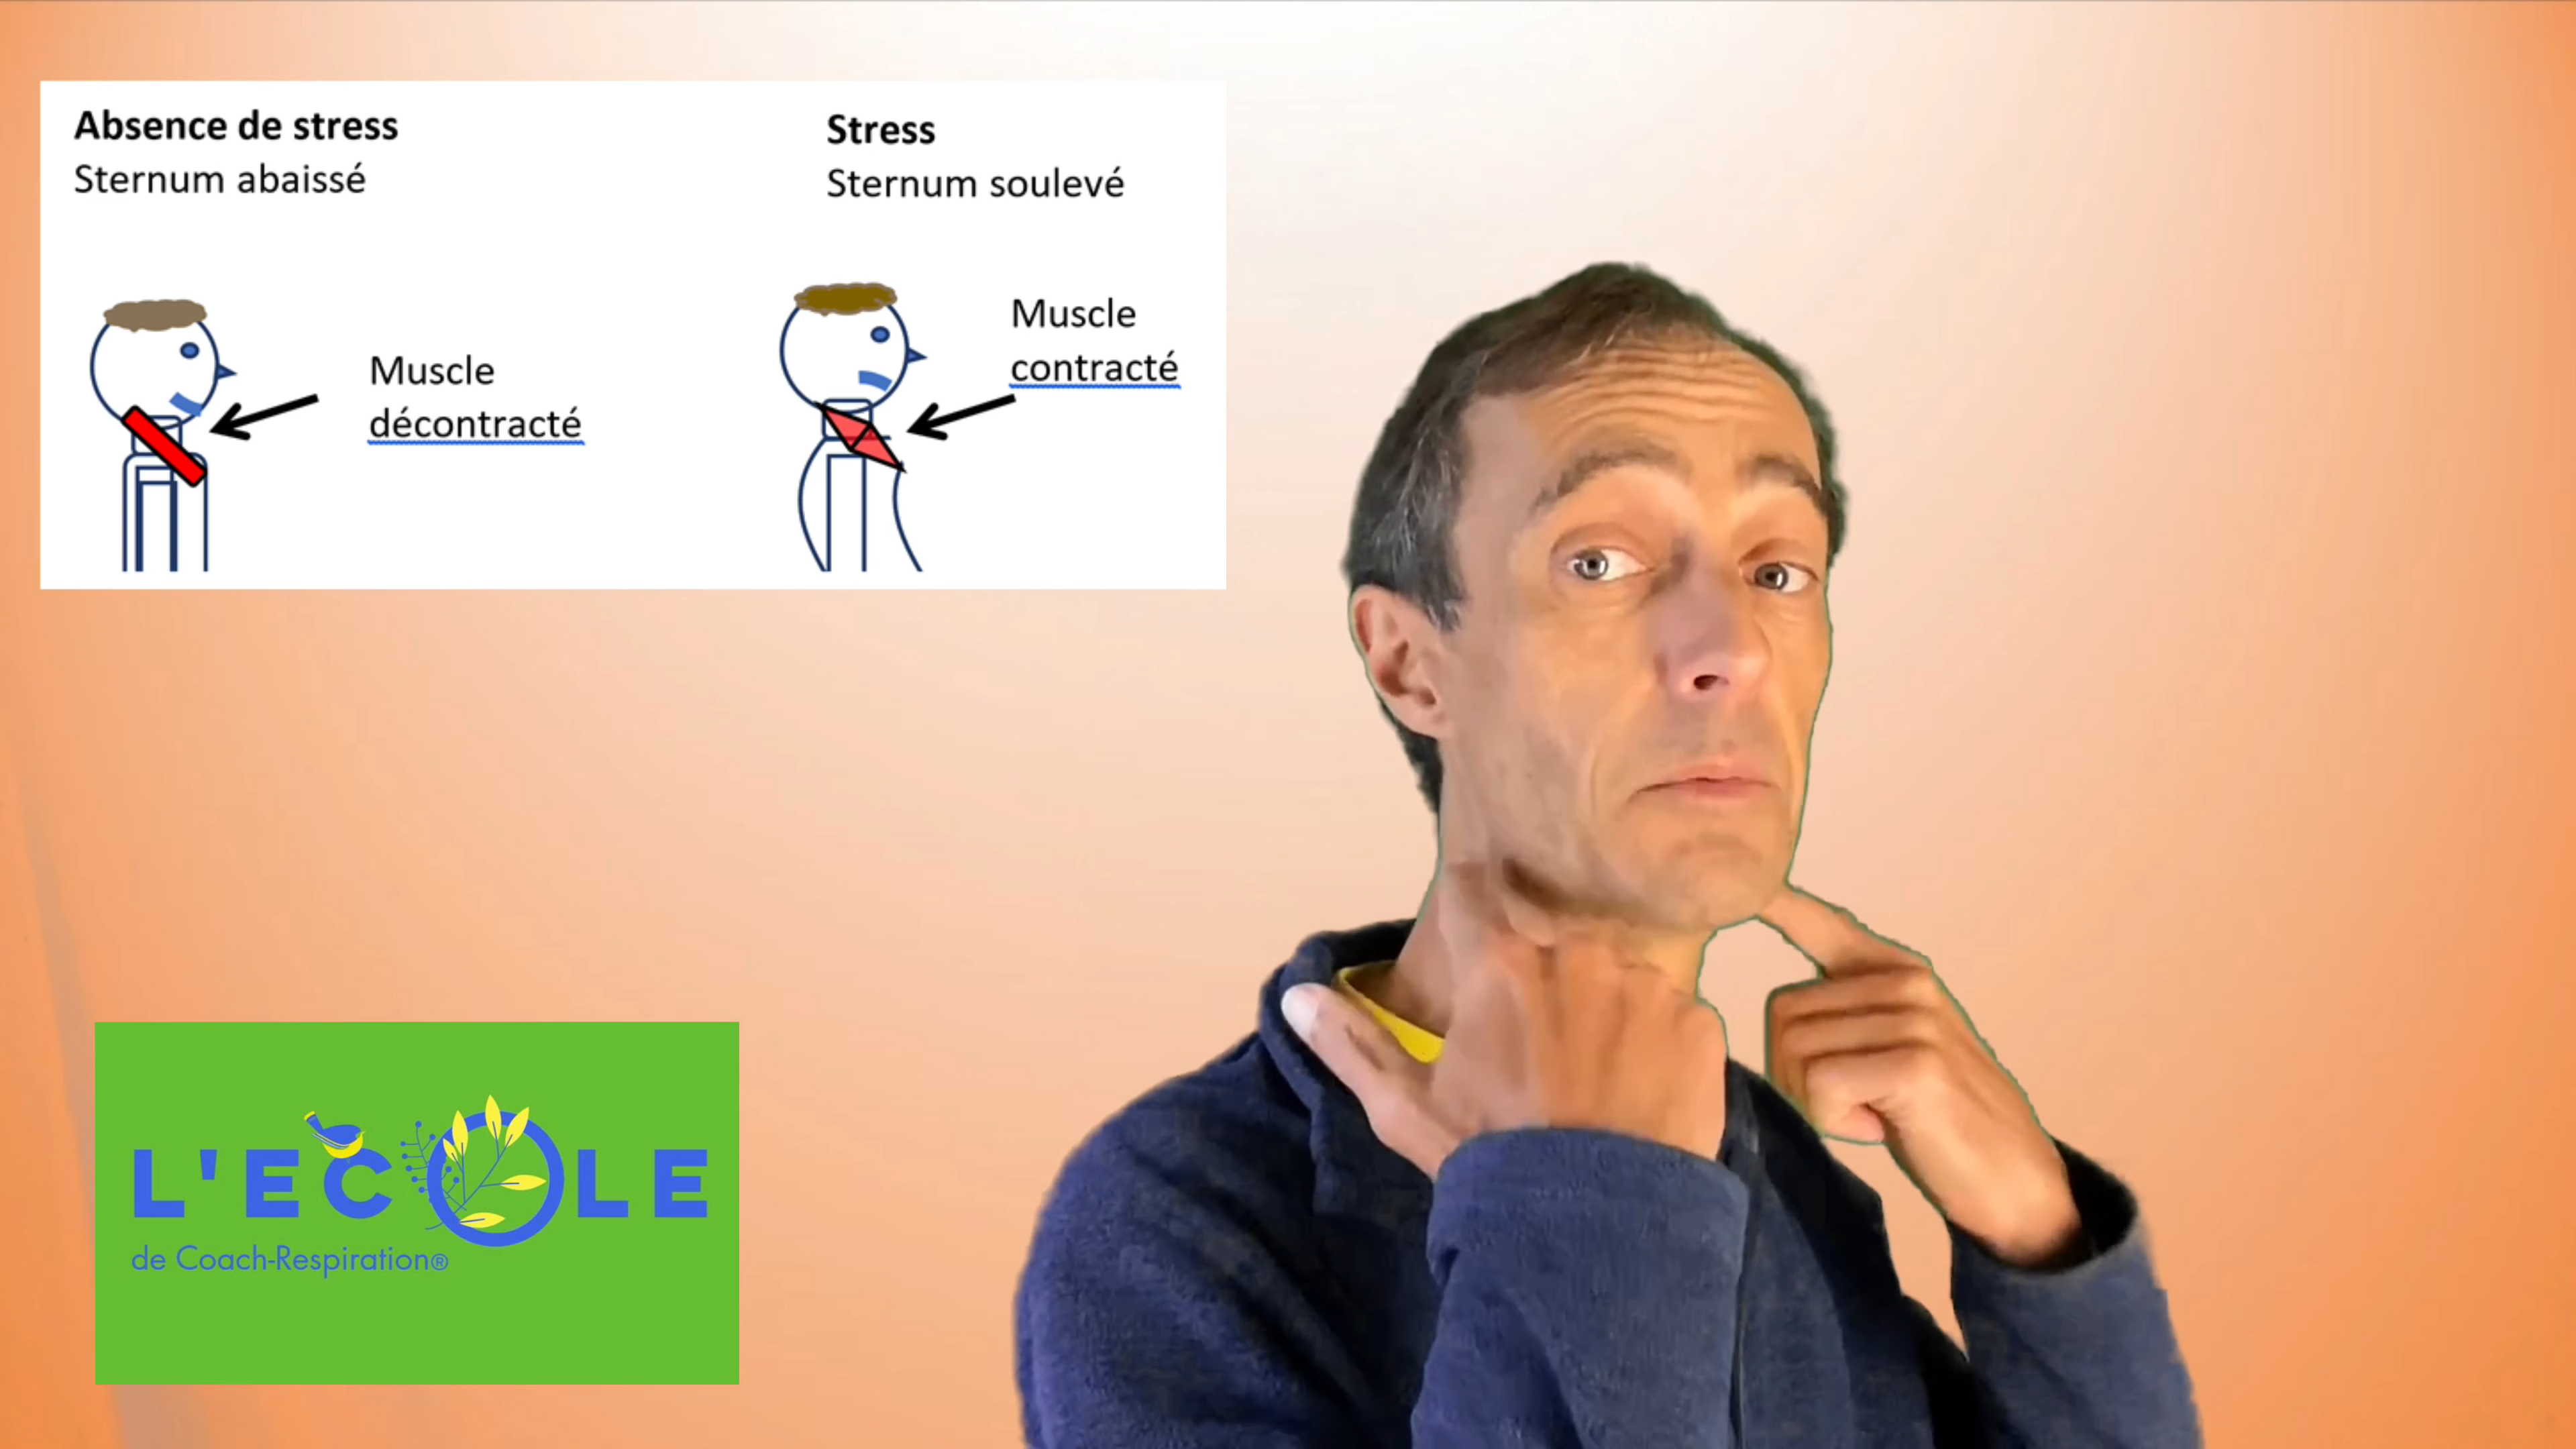 Absence de stress
Sternum abaissé
Muscle
décontracté
Stress
Sternum soulevé
Muscle
contracté
L'ECOLE
de Coach-Respiration®